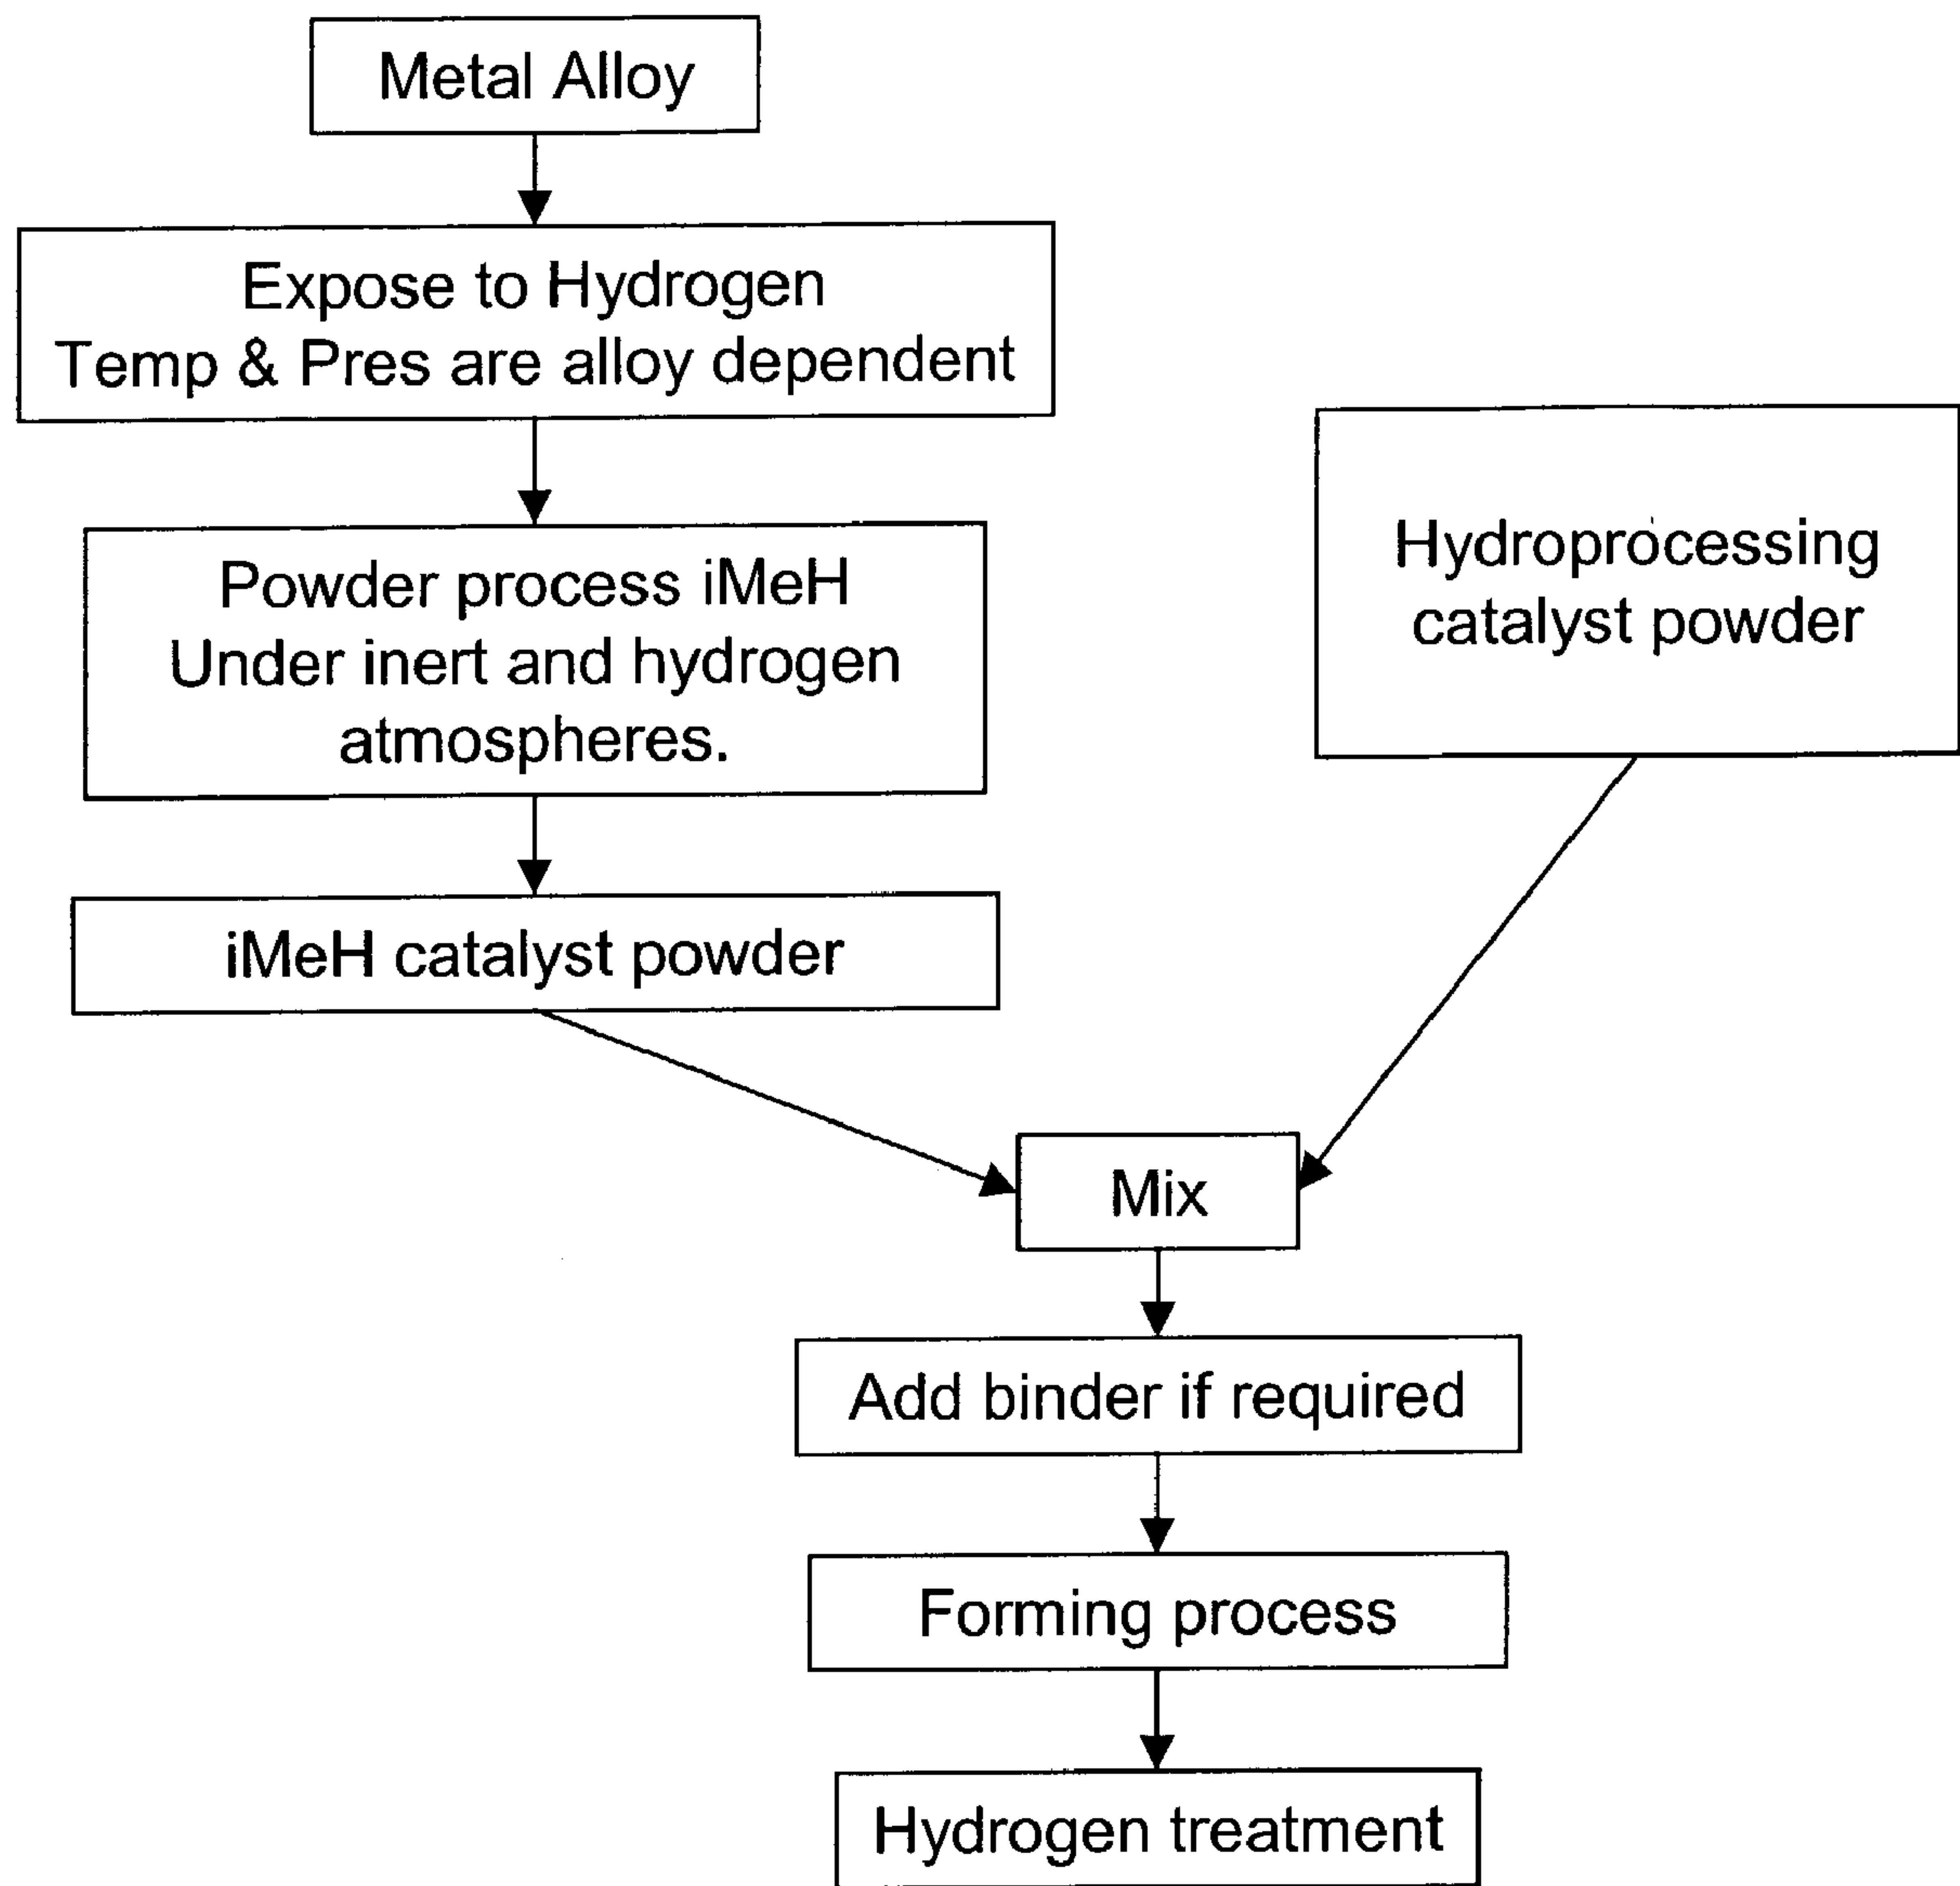 Metal Alloy
Expose to Hydrogen
Temp & Pres are alloy dependent
Powder process iMeH
Under inert and hydrogen
atmospheres.
iMeH catalyst powder
Hydroprocessing
catalyst powder
Mix
Add binder if required
Forming process
Hydrogen treatment